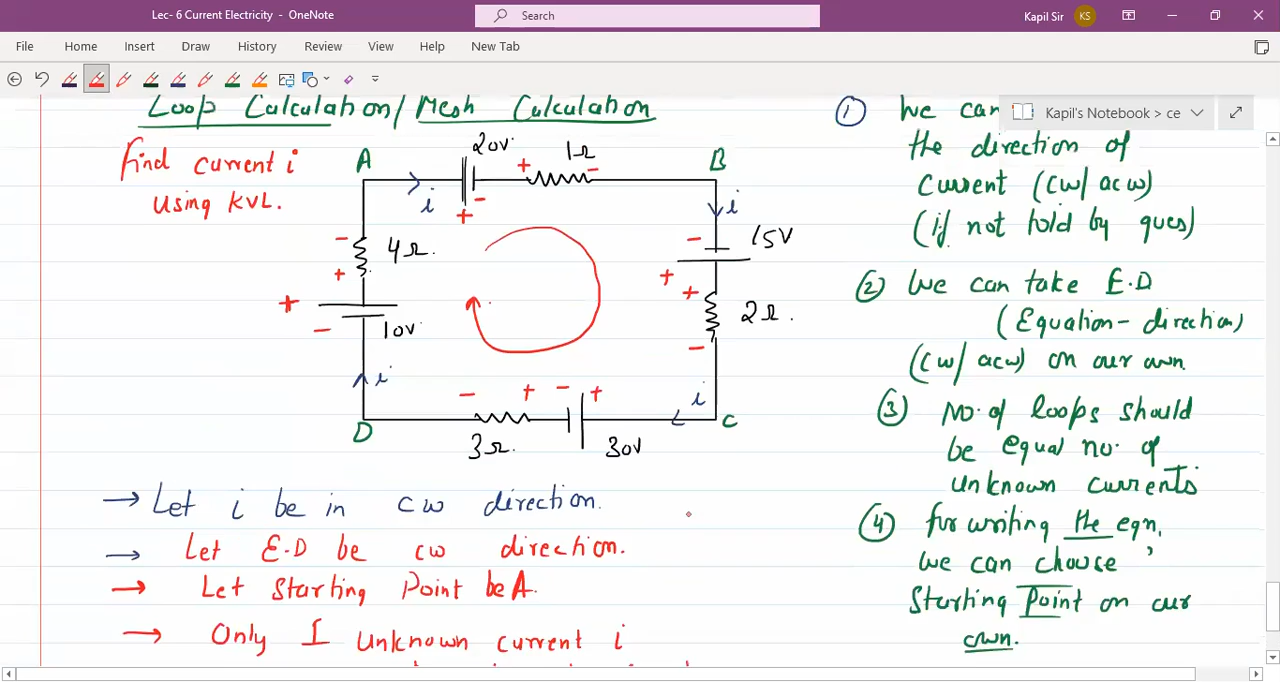 Lec- 6 Current Electricity - OneNote
Search
Kapil Sir
KS
File Home Insert Draw History Review View Help New Tab
Kapil's Notebook > ce
Loop Calculation/Mesh Calculation
find current i
using KVL.
A
20v
+
-
1Ω
+ -
B
i
i
- 4Ω
+
+
- 10v
i
- 15V
+
+ 2Ω
-
i
D
- + - +
3Ω 30V
C
→ Let i be in cw direction.
→ Let E.D be cw direction.
→ Let Starting Point be A.
→ Only I unknown current i
① We can
the direction of
current (cw/acw)
(if not told by ques)
② We can take E.D
(Equation-direction)
(cw/acw) on our own
③ No. of loops should
be equal no. of
unknown currents
④ for writing the eqn,
we can choose
Starting Point on our
own.